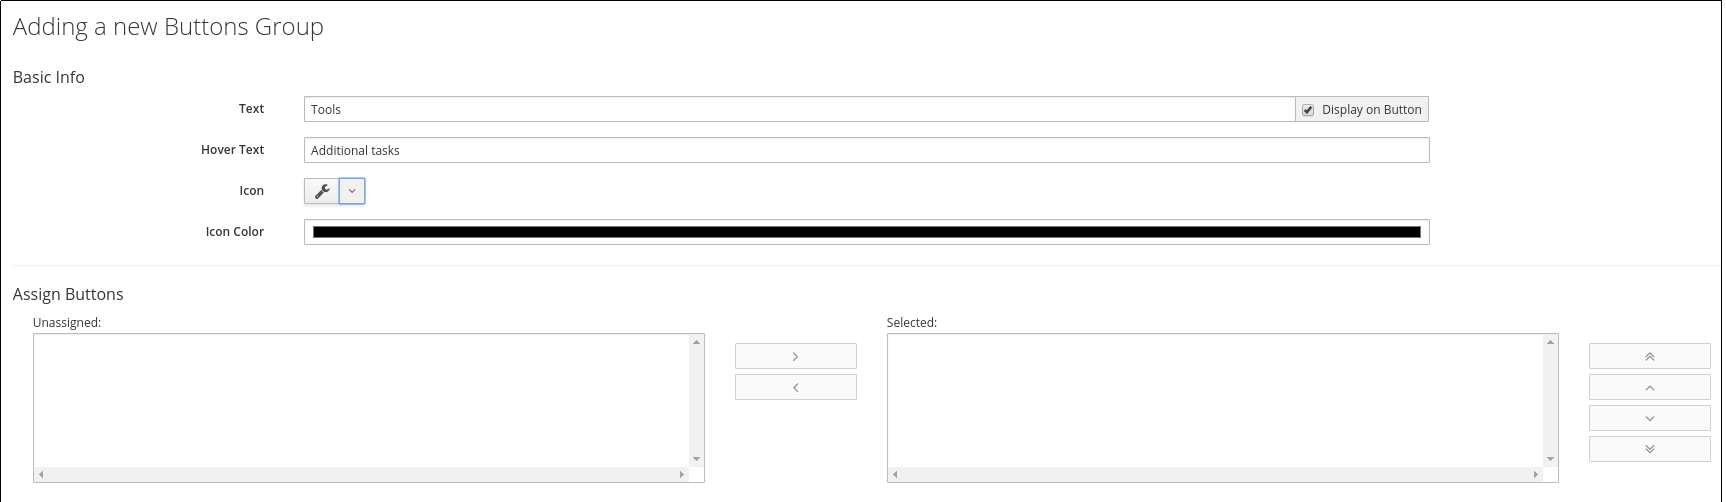 Adding a new Buttons Group
Basic Info
Text
Tools
Display on Button
Hover Text
Additional tasks
Icon
Icon Color
Assign Buttons
Unassigned:
Selected: